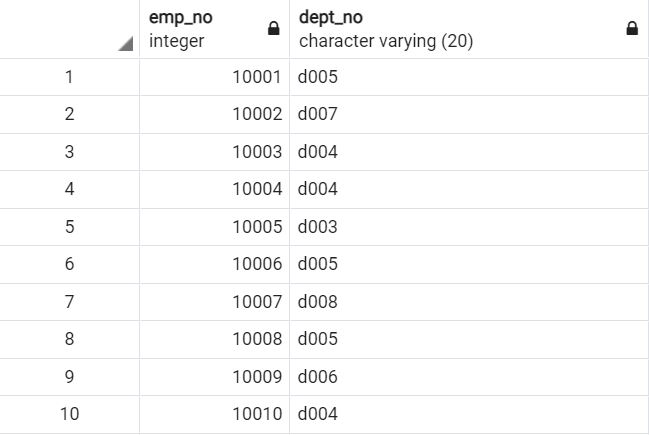 emp_no dept_no
integer character varying (20)
1 10001 d005
2 10002 d007
3 10003 d004
4 10004 d004
5 10005 d003
6 10006 d005
7 10007 d008
8 10008 d005
9 10009 d006
10 10010 d004